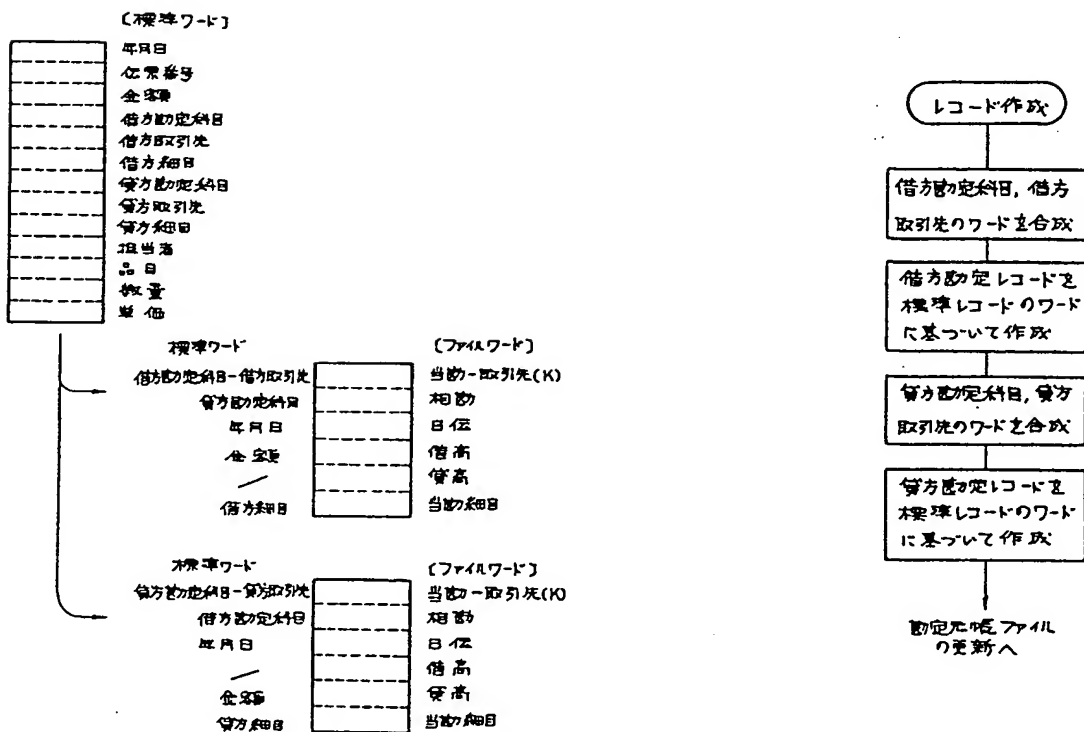 〔標準ワード〕
年月日
伝票番号
金額
借方勘定科目
借方取引先
借方細目
貸方勘定科目
貸方取引先
貸方細目
担当者
品目
数量
単価
標準ワード
〔ファイルワード〕
借方勘定科目-借方取引先
当勘-取引先(K)
貸方勘定科目
相勘
年月日
日伝
金額
借高
貸高
借方細目
当勘細目
標準ワード
〔ファイルワード〕
貸方勘定科目-貸方取引先
当勘-取引先(K)
借方勘定科目
相勘
年月日
日伝
借高
金額
貸高
貸方細目
当勘細目
レコード作成
借方勘定科目,借方
取引先のワードを合成
借方勘定レコードを
標準レコードのワード
に基づいて作成
貸方勘定科目,貸方
取引先のワードを合成
貸方勘定レコードを
標準レコードのワード
に基づいて作成
勘定元帳ファイル
の更新へ